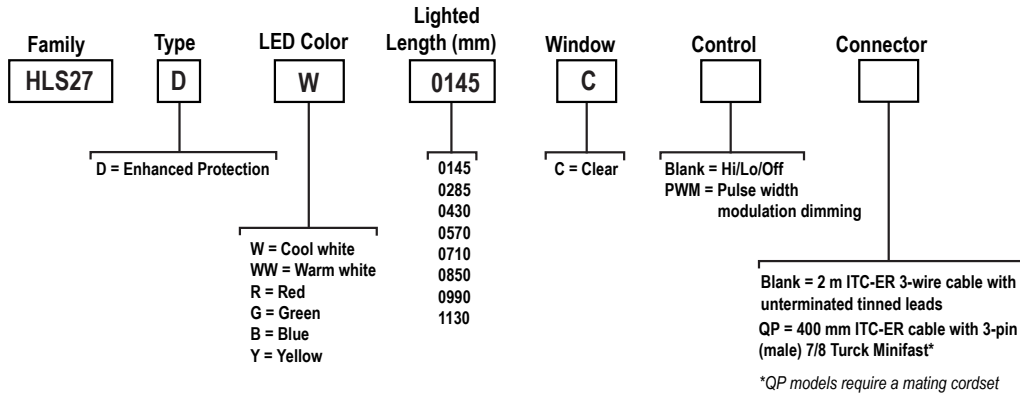 Family
Type
LED Color
Lighted
Length (mm)
Window
Control
Connector
HLS27
D
W
0145
C
D = Enhanced Protection
W = Cool white
WW = Warm white
R = Red
G = Green
B = Blue
Y = Yellow
0145
0285
0430
0570
0710
0850
0990
1130
C = Clear
Blank = Hi/Lo/Off
PWM = Pulse width
modulation dimming
Blank = 2 m ITC-ER 3-wire cable with
unterminated tinned leads
QP = 400 mm ITC-ER cable with 3-pin
(male) 7/8 Turck Minifast*
*QP models require a mating cordset